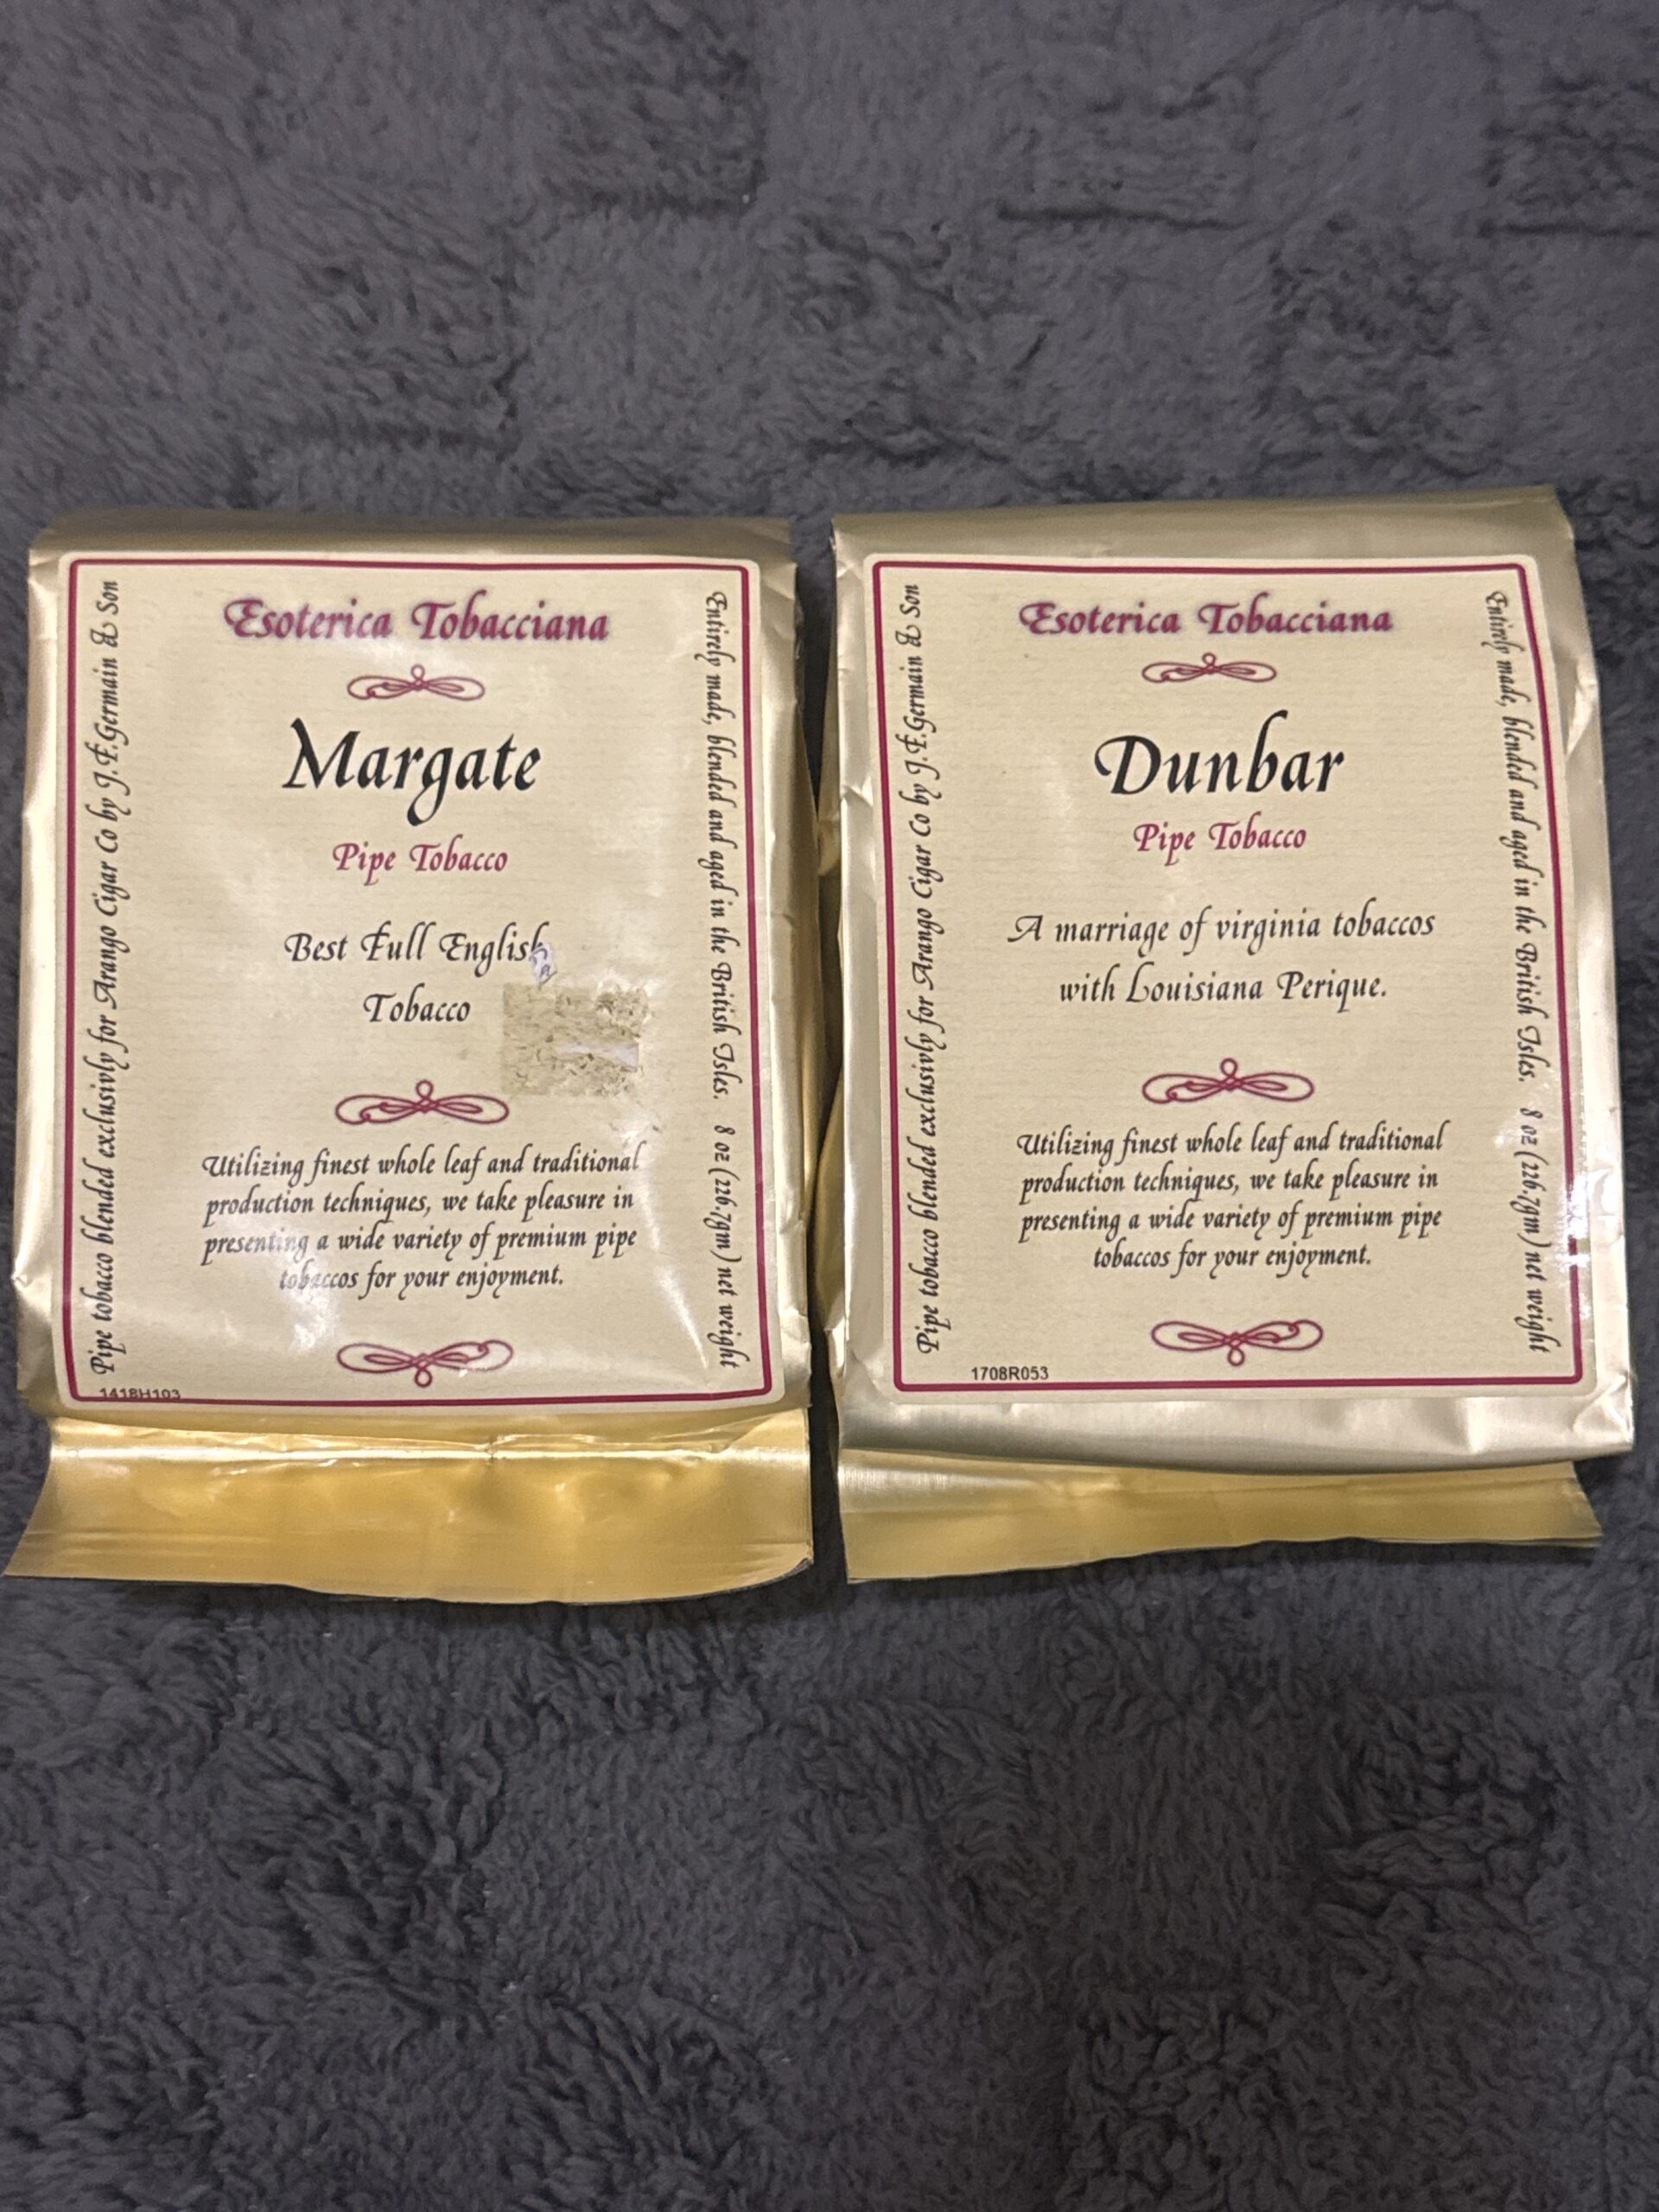 Esoterica Tobacciana
Margate
Pipe Tobacco
Best Full English
Tobacco
Utilizing finest whole leaf and traditional
production techniques, we take pleasure in
presenting a wide variety of premium pipe
tobaccos for your enjoyment.
Pipe tobacco blended exclusivly for Arango Cigar Co by J.F.Germain & Son
Entirely made, blended and aged in the British Isles. 8 oz (226.7gm) net weight
1418H103
Esoterica Tobacciana
Dunbar
Pipe Tobacco
A marriage of virginia tobaccos
with Louisiana Perique.
Utilizing finest whole leaf and traditional
production techniques, we take pleasure in
presenting a wide variety of premium pipe
tobaccos for your enjoyment.
Pipe tobacco blended exclusivly for Arango Cigar Co by J.F.Germain & Son
Entirely made, blended and aged in the British Isles. 8 oz (226.7gm) net weight
1708R053